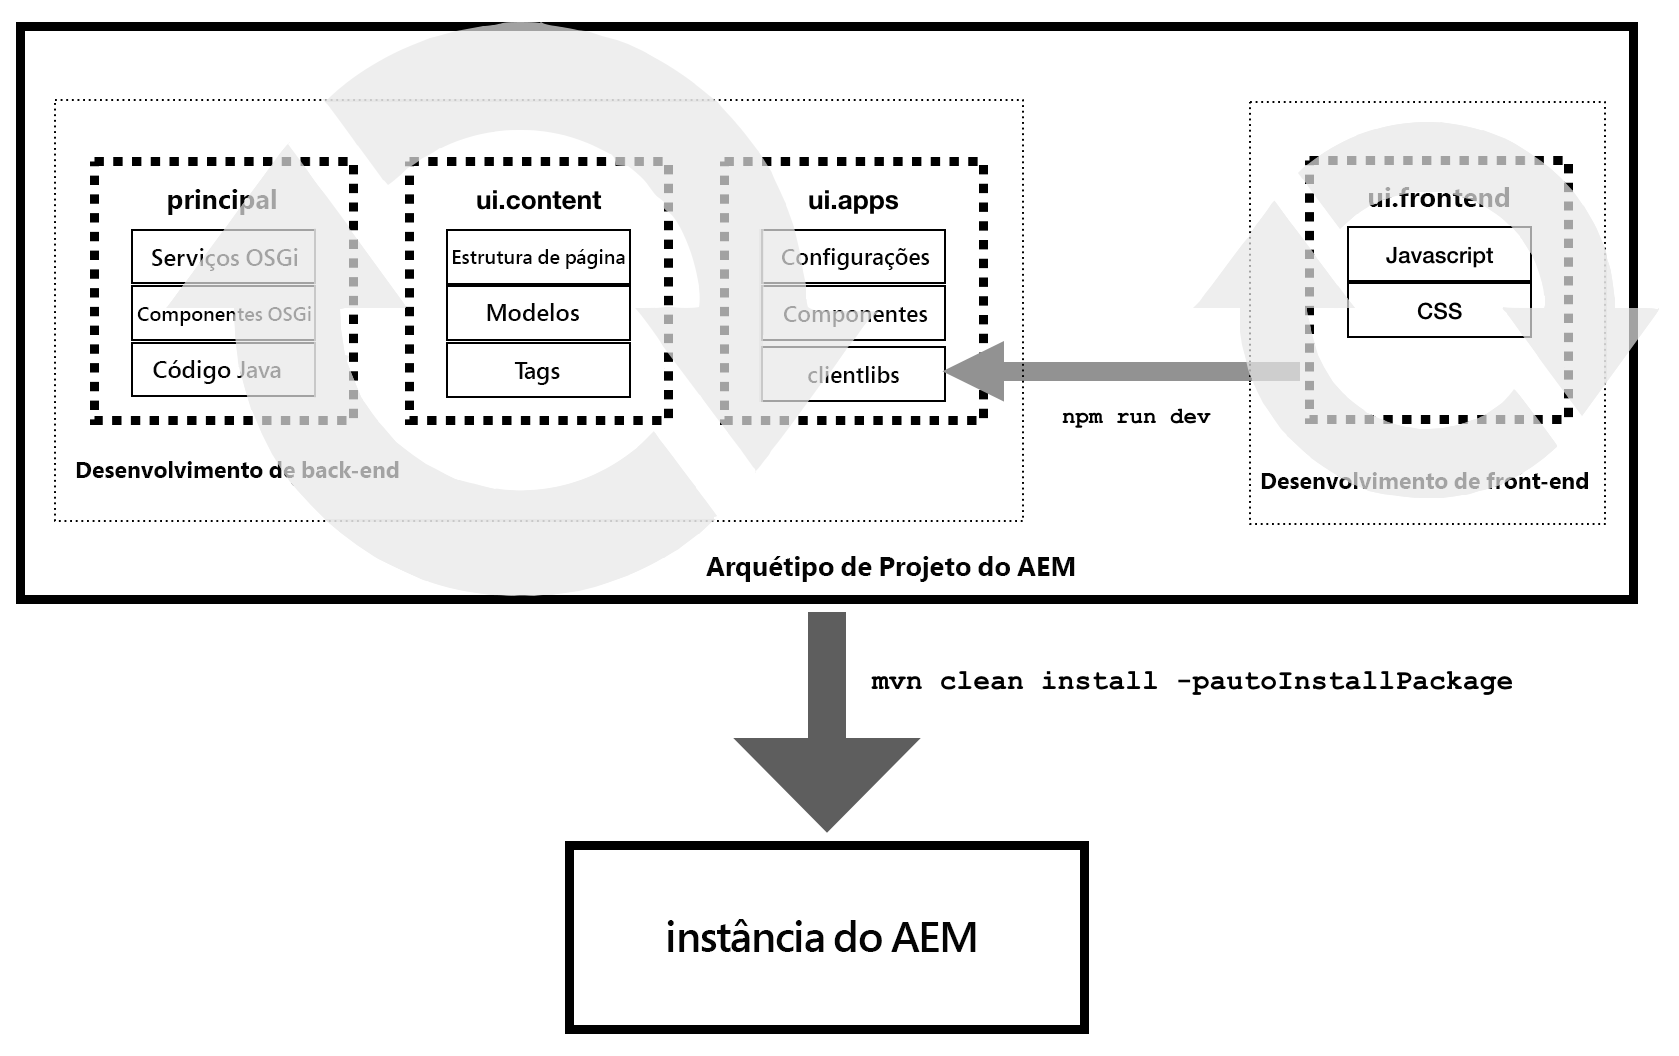 principal
Serviços OSGi
Componentes OSGi
Código Java
ui.content
Estrutura de página
Modelos
Tags
ui.apps
Configurações
Componentes
clientlibs
npm run dev
ui.frontend
Javascript
CSS
Desenvolvimento de back-end
Desenvolvimento de front-end
Arquétipo de Projeto do AEM
mvn clean install -pautoInstallPackage
instância do AEM